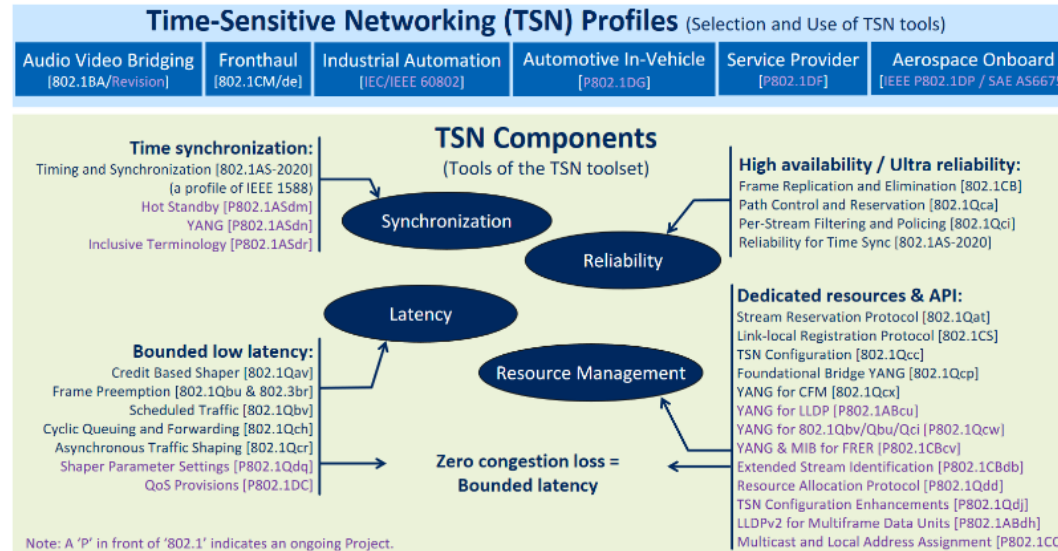 Time-Sensitive Networking (TSN) Profiles (Selection and Use of TSN tools)
Audio Video Bridging
[802.1BA/Revision]
Fronthaul
[802.1CM/de]
Industrial Automation
[IEC/IEEE 60802]
Automotive In-Vehicle
[P802.1DG]
Service Provider
[P802.1DF]
Aerospace Onboard
[IEEE P802.1DP / SAE AS6675
TSN Components
(Tools of the TSN toolset)
Time synchronization:
Timing and Synchronization [802.1AS-2020]
(a profile of IEEE 1588)
Hot Standby [P802.1ASdm]
YANG [P802.1ASdn]
Inclusive Terminology [P802.1ASdr]
Synchronization
Reliability
Latency
Resource Management
High availability / Ultra reliability:
Frame Replication and Elimination [802.1CB]
Path Control and Reservation [802.1Qca]
Per-Stream Filtering and Policing [802.1Qci]
Reliability for Time Sync [802.1AS-2020]
Bounded low latency:
Credit Based Shaper [802.1Qav]
Frame Preemption [802.1Qbu & 802.3br]
Scheduled Traffic [802.1Qbv]
Cyclic Queuing and Forwarding [802.1Qch]
Asynchronous Traffic Shaping [802.1Qcr]
Shaper Parameter Settings [P802.1Qdq]
QoS Provisions [P802.1DC]
Zero congestion loss =
Bounded latency
Dedicated resources & API:
Stream Reservation Protocol [802.1Qat]
Link-local Registration Protocol [802.1CS]
TSN Configuration [802.1Qcc]
Foundational Bridge YANG [802.1Qcp]
YANG for CFM [802.1Qcx]
YANG for LLDP [P802.1ABcu]
YANG for 802.1Qbv/Qbu/Qci [P802.1Qcw]
YANG & MIB for FRER [P802.1CBcv]
Extended Stream Identification [P802.1CBdb]
Resource Allocation Protocol [P802.1Qdd]
TSN Configuration Enhancements [P802.1Qdj]
LLDPv2 for Multiframe Data Units [P802.1ABdh]
Multicast and Local Address Assignment [P802.1CQ
Note: A 'P' in front of '802.1' indicates an ongoing Project.